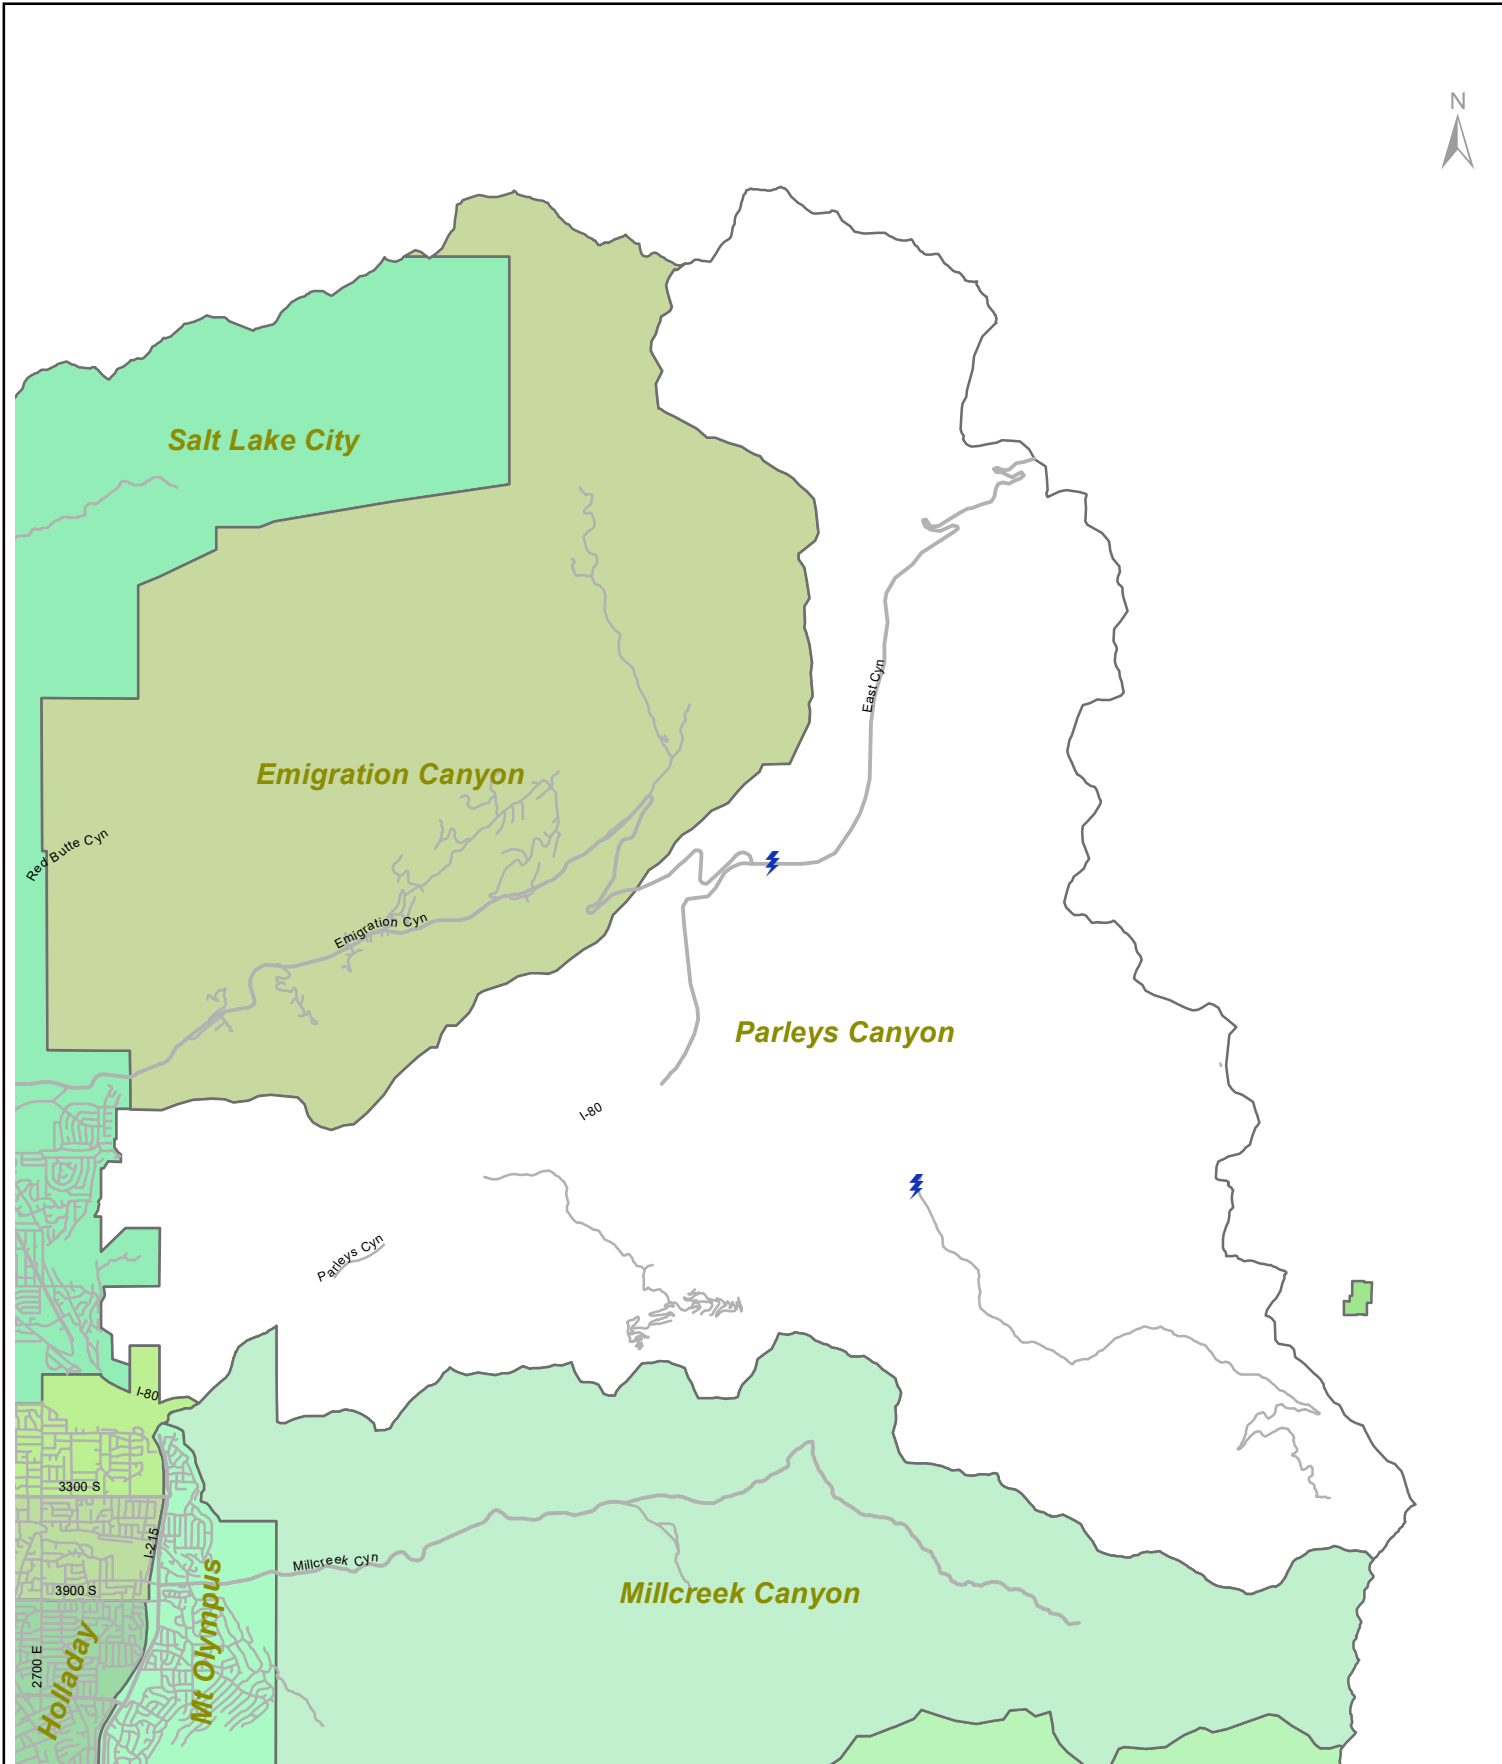 N
Salt Lake City
East Cyn
Emigration Canyon
Red Butte Cyn
Emigration Cyn
Parleys Canyon
I-80
Parleys Cyn
I-80
3300 S
I-215
Millcreek Cyn
3900 S
Millcreek Canyon
Mt Olympus
Holladay
2700 E